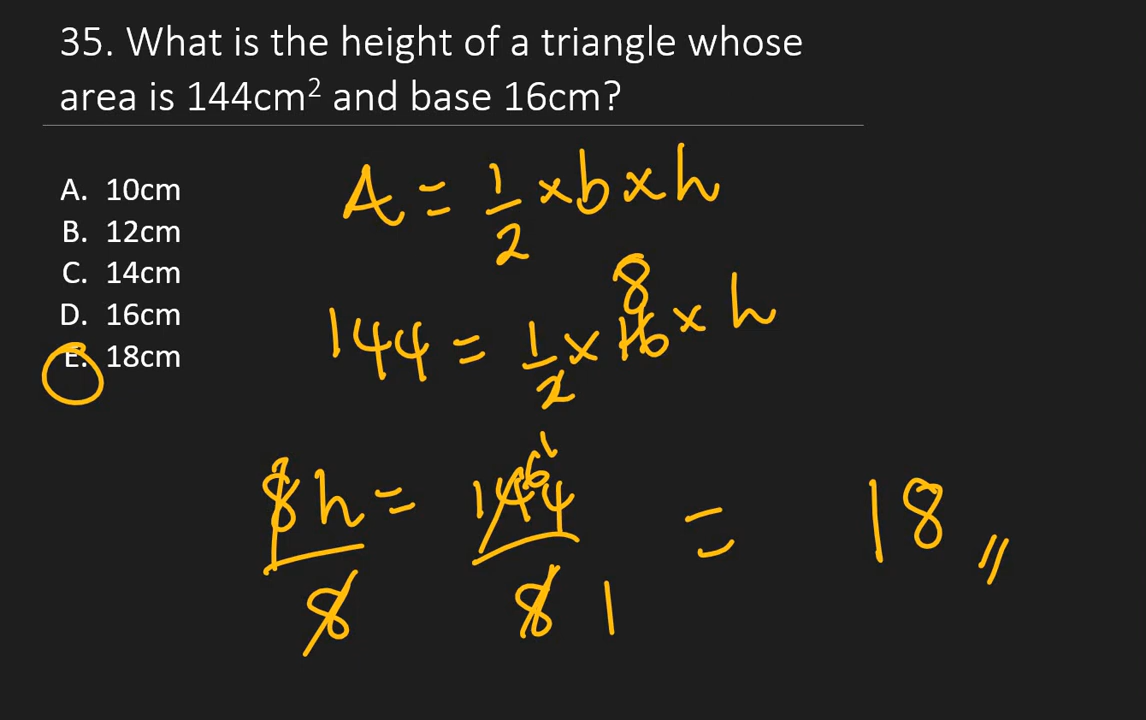 35. What is the height of a triangle whose
area is 144cm² and base 16cm?
A. 10cm
B. 12cm
C. 14cm
D. 16cm
E. 18cm
A = 1/2 × b × h
8
144 = 1/2 × 16 × h
8h/8 = 144/8 1 = 18